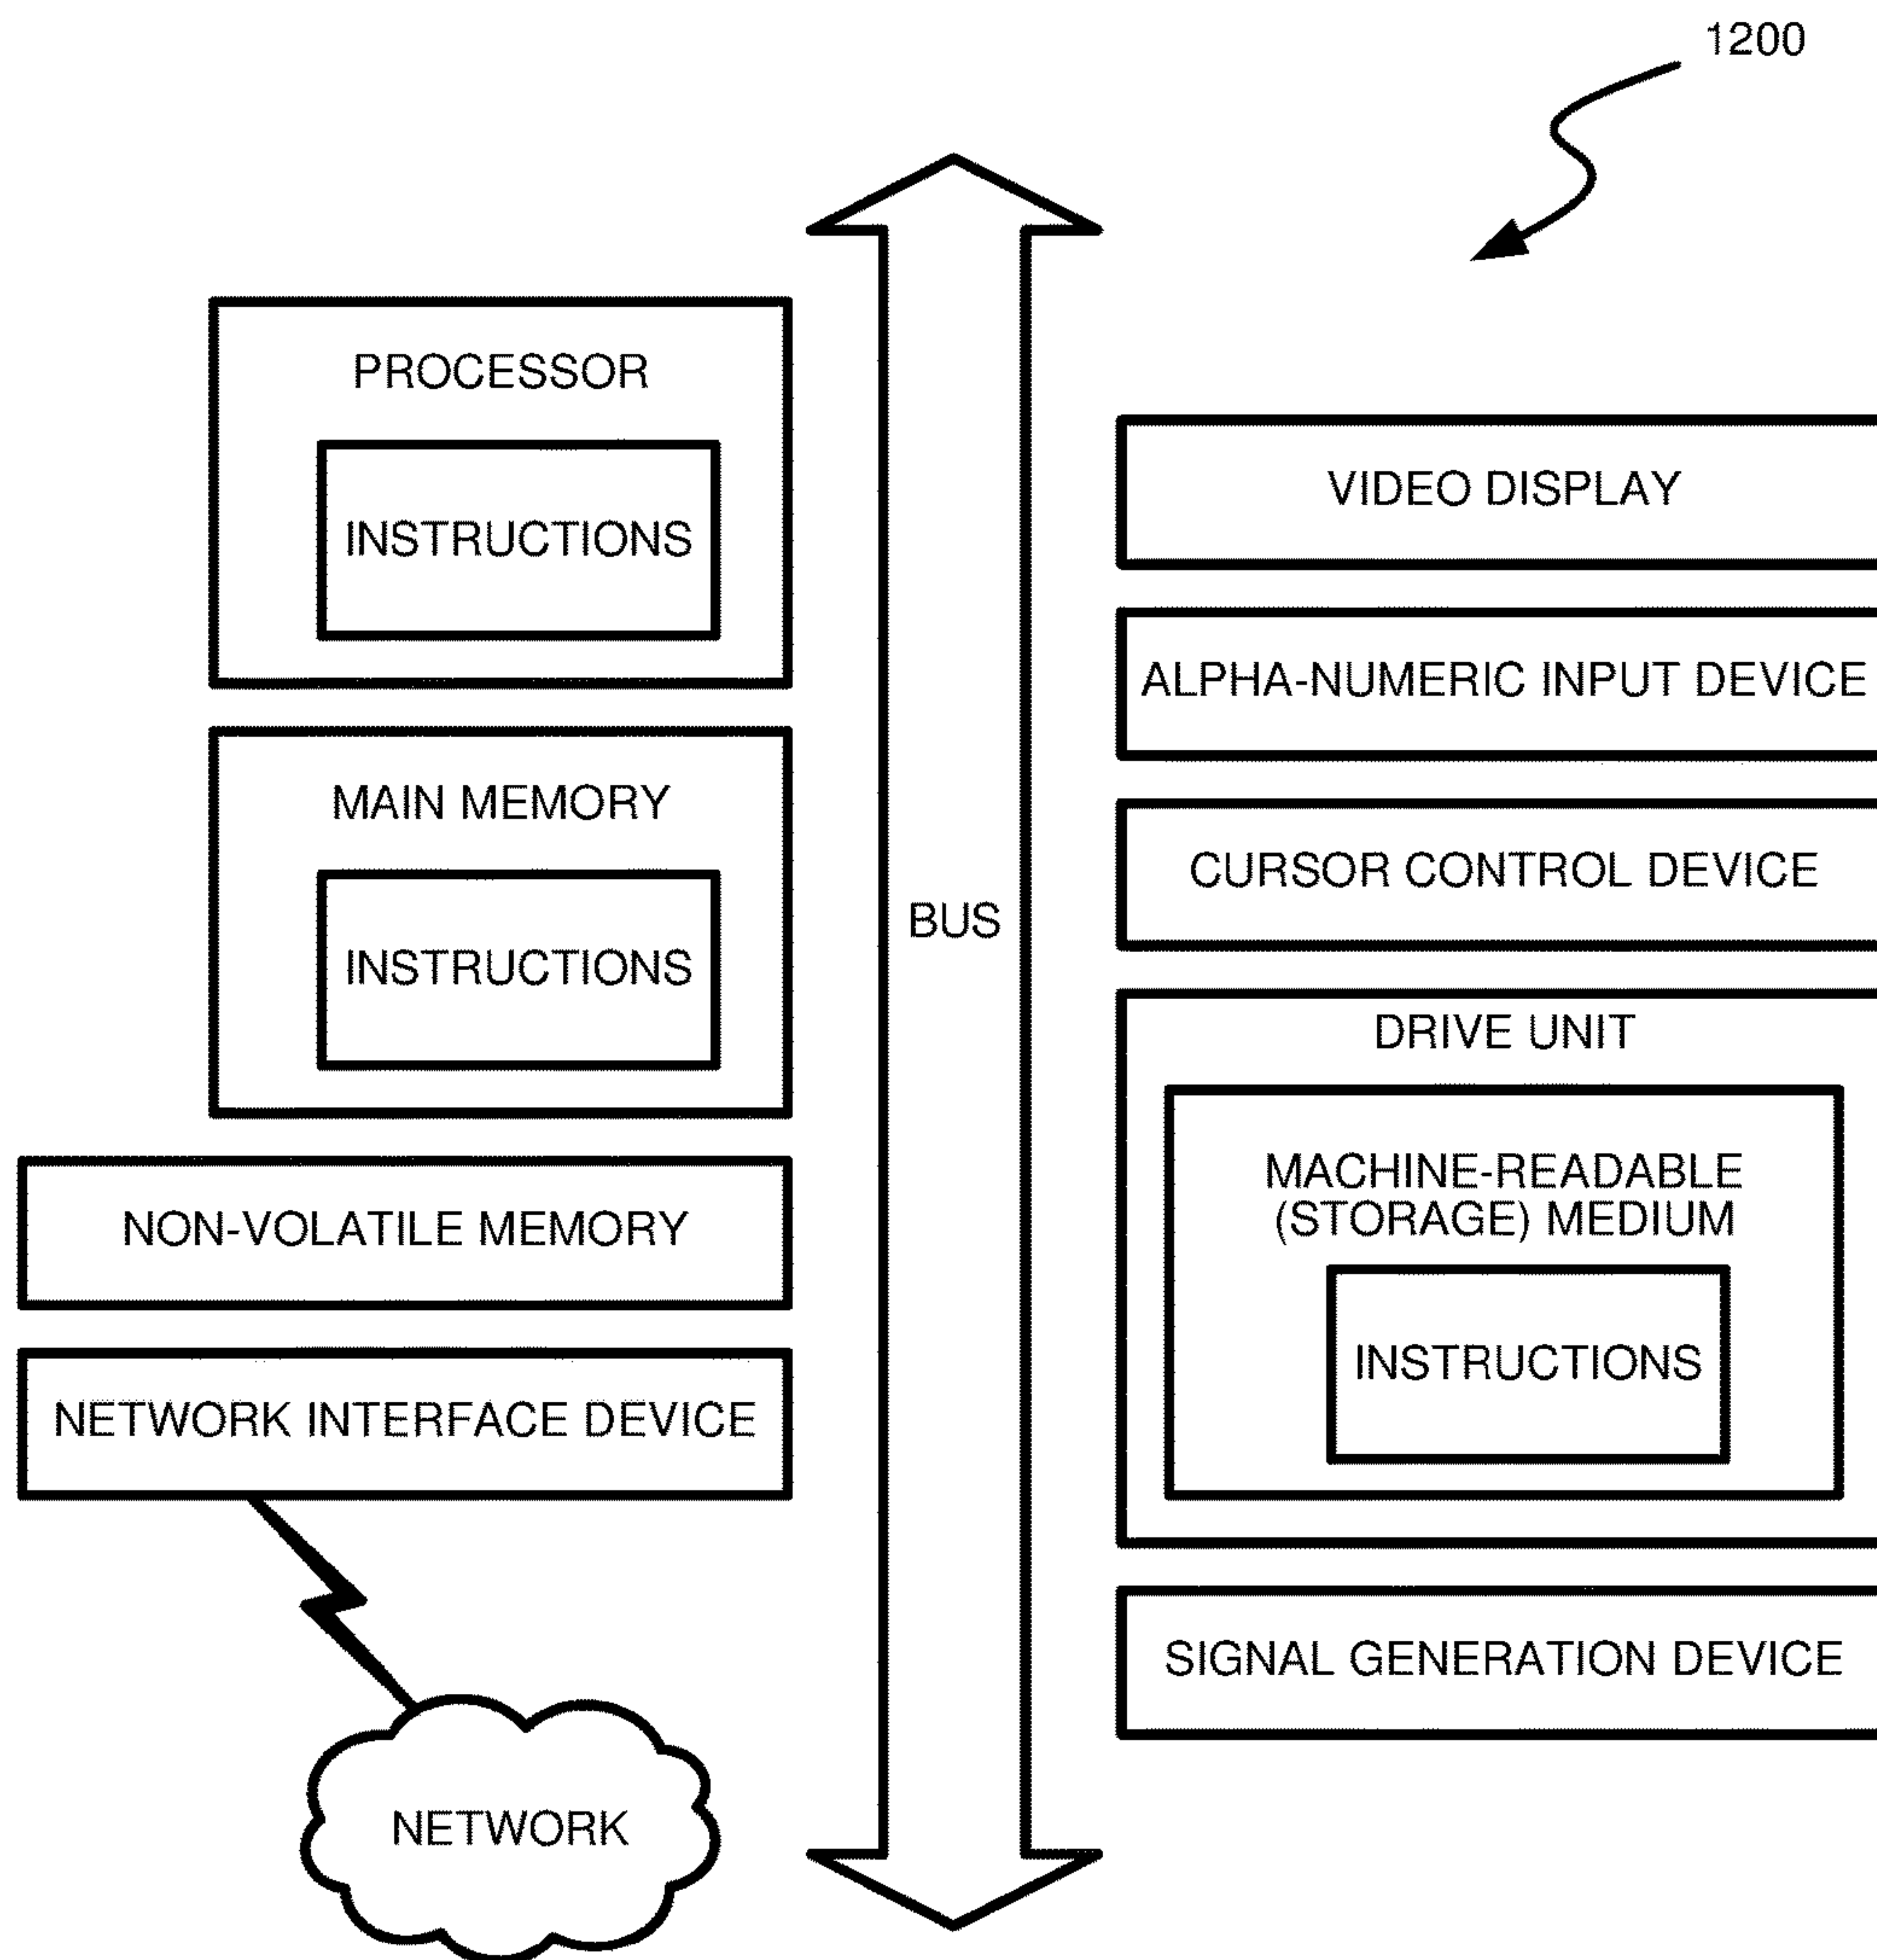 1200
PROCESSOR
INSTRUCTIONS
MAIN MEMORY
INSTRUCTIONS
NON-VOLATILE MEMORY
NETWORK INTERFACE DEVICE
NETWORK
BUS
VIDEO DISPLAY
ALPHA-NUMERIC INPUT DEVICE
CURSOR CONTROL DEVICE
DRIVE UNIT
MACHINE-READABLE
(STORAGE) MEDIUM
INSTRUCTIONS
SIGNAL GENERATION DEVICE